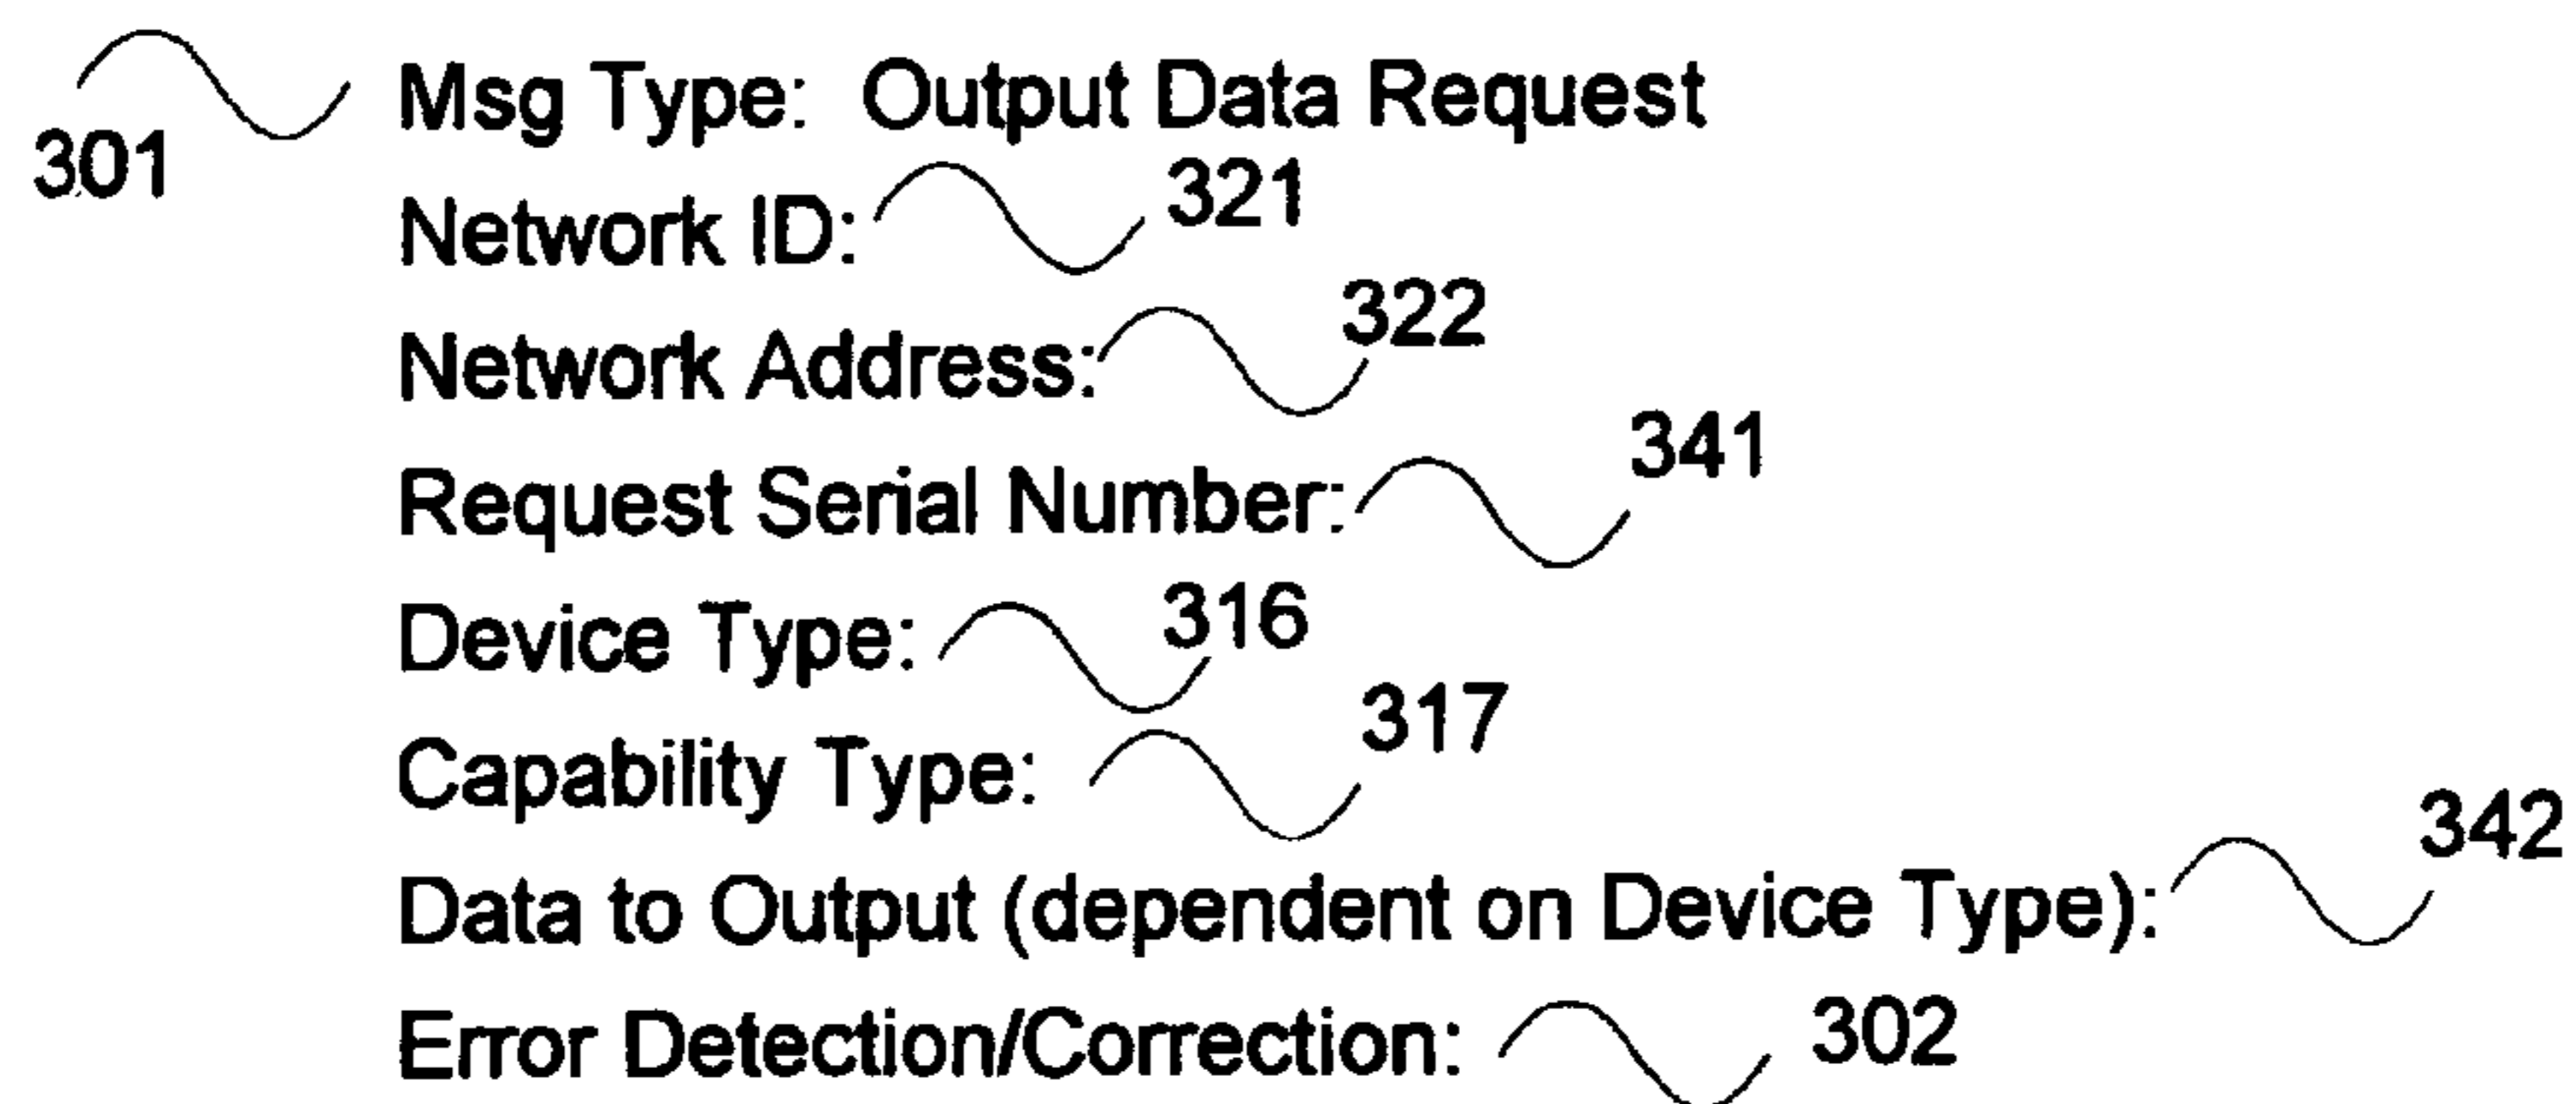 301 Msg Type: Output Data Request
Network ID: 321
Network Address: 322
Request Serial Number: 341
Device Type: 316
Capability Type: 317
Data to Output (dependent on Device Type): 342
Error Detection/Correction: 302